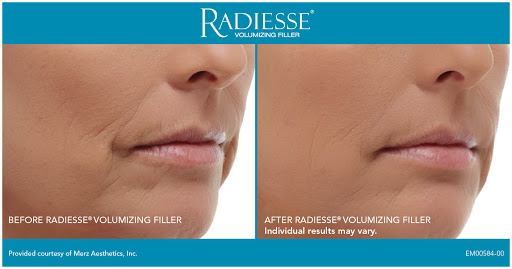 RADIESSE®
VOLUMIZING FILLER
BEFORE RADIESSE® VOLUMIZING FILLER
AFTER RADIESSE® VOLUMIZING FILLER
Individual results may vary.
Provided courtesy of Merz Aesthetics, Inc.
EM00584-00